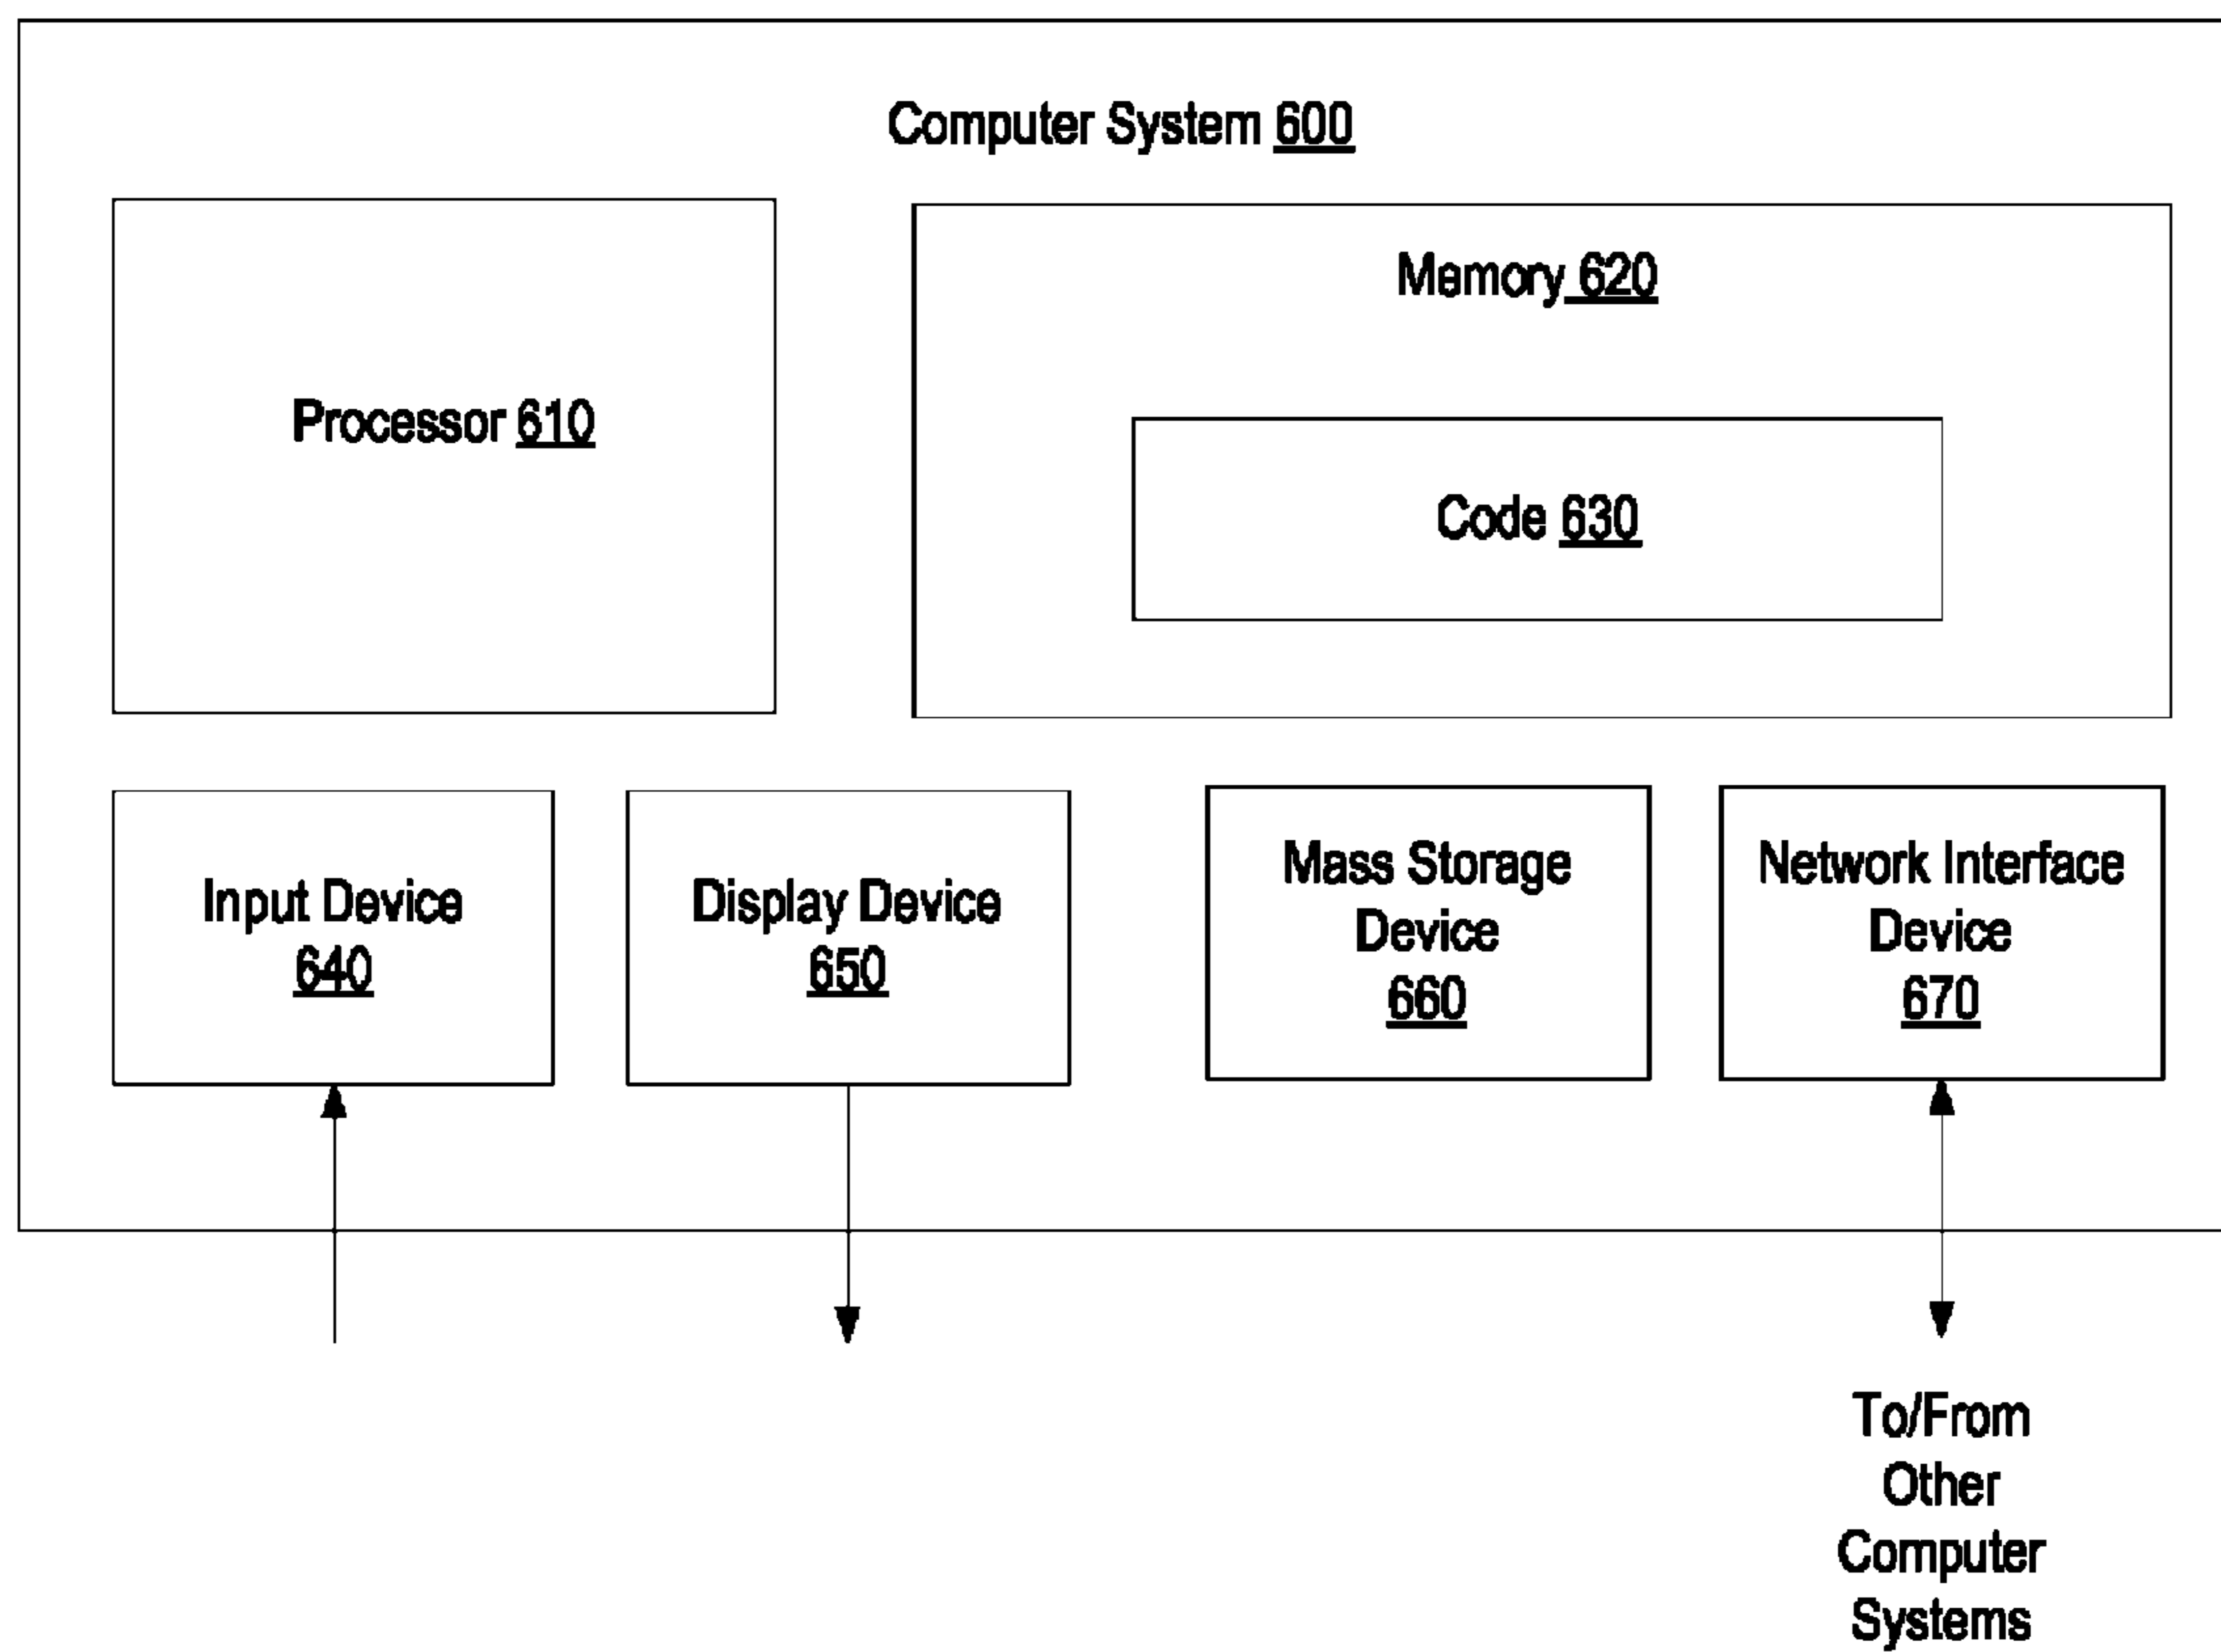 Computer System 600
Processor 610
Memory 620
Code 630
Input Device
640
Display Device
650
Mass Storage
Device
660
Network Interface
Device
670
To/From
Other
Computer
Systems